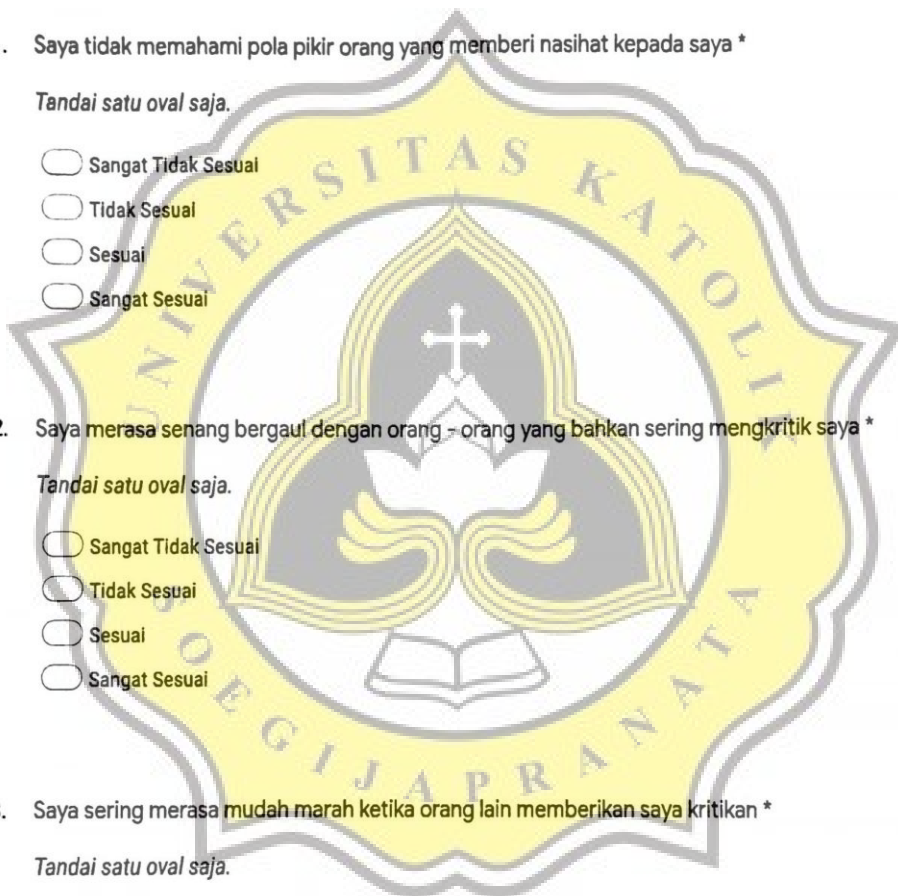 . Saya tidak memahami pola pikir orang yang memberi nasihat kepada saya *
Tandai satu oval saja.
Sangat Tidak Sesuai
Tidak Sesuai
Sesuai
Sangat Sesuai
2. Saya merasa senang bergaul dengan orang - orang yang bahkan sering mengkritik saya *
Tandai satu oval saja.
Sangat Tidak Sesuai
Tidak Sesuai
Sesuai
Sangat Sesuai
. Saya sering merasa mudah marah ketika orang lain memberikan saya kritikan *
Tandai satu oval saja.
UNIVERSITAS KATOLIK
SOEGIJAPRANATA